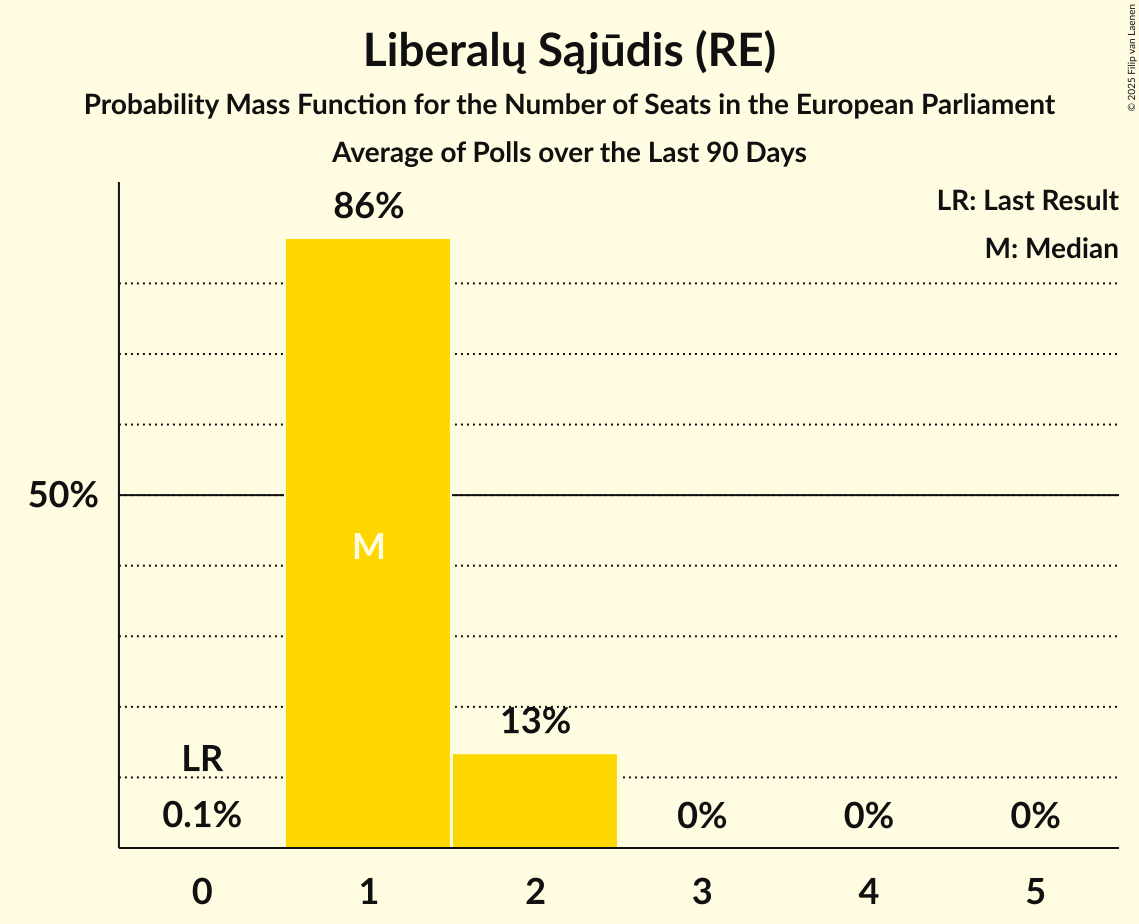 Liberalų Sąjūdis (RE)
Probability Mass Function for the Number of Seats in the European Parliament
Average of Polls over the Last 90 Days
© 2025 Filip van Laenen
LR: Last Result
M: Median
86%
50%
M
13%
LR
0.1%
0%
0%
0%
0
1
2
3
4
5